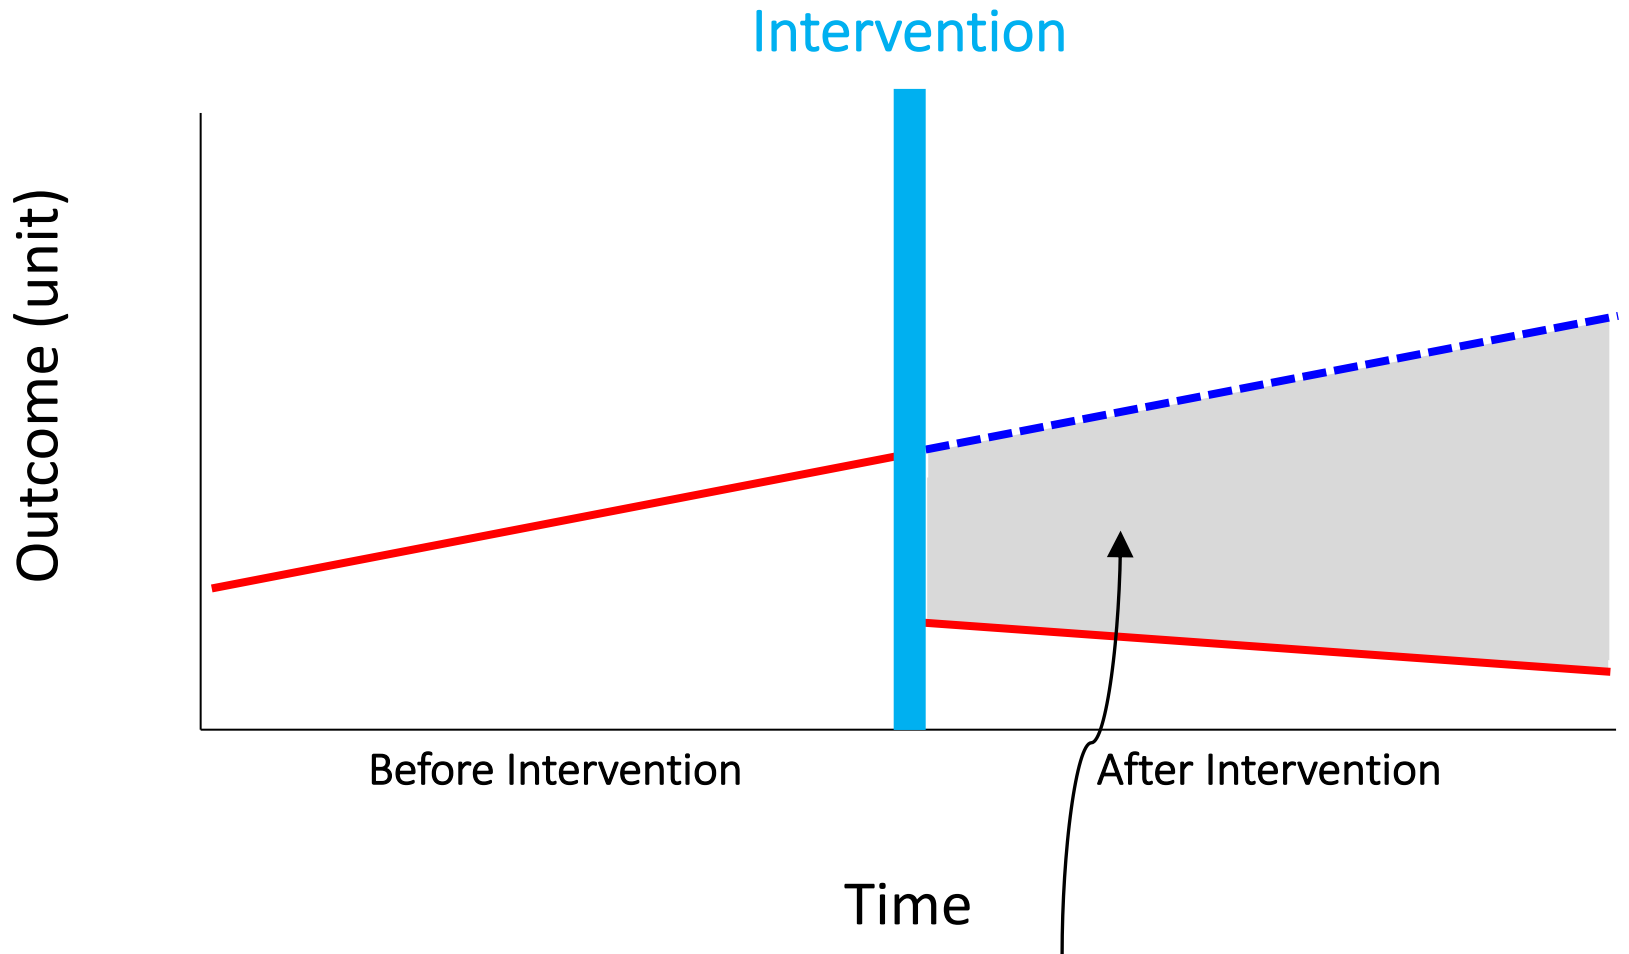 Intervention
Outcome (unit)
Before Intervention
After Intervention
Time